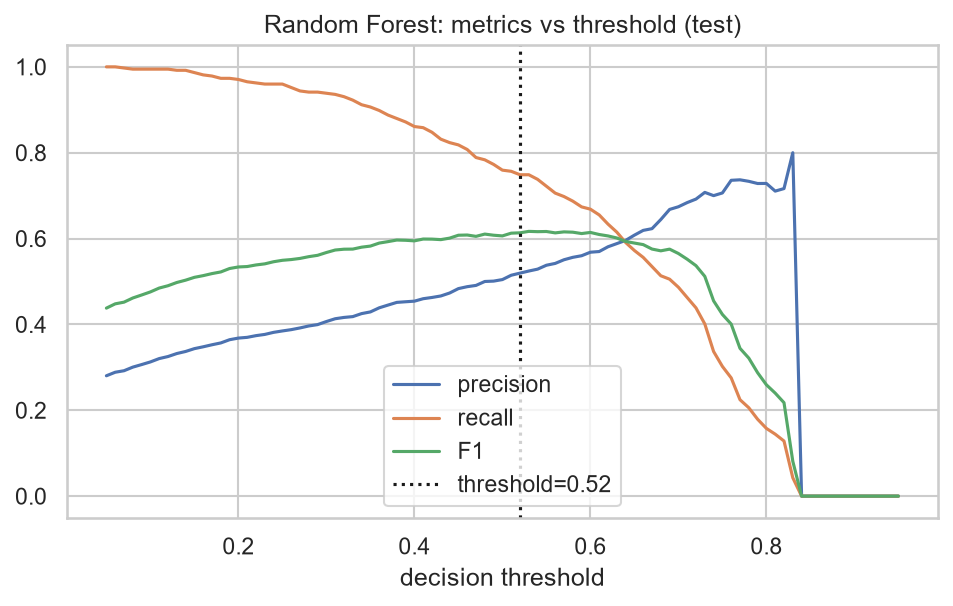 Random Forest: metrics vs threshold (test)
1.0
0.8
0.6
0.4
0.2
0.0
precision
recall
F1
threshold=0.52
0.2 0.4 0.6 0.8
decision threshold